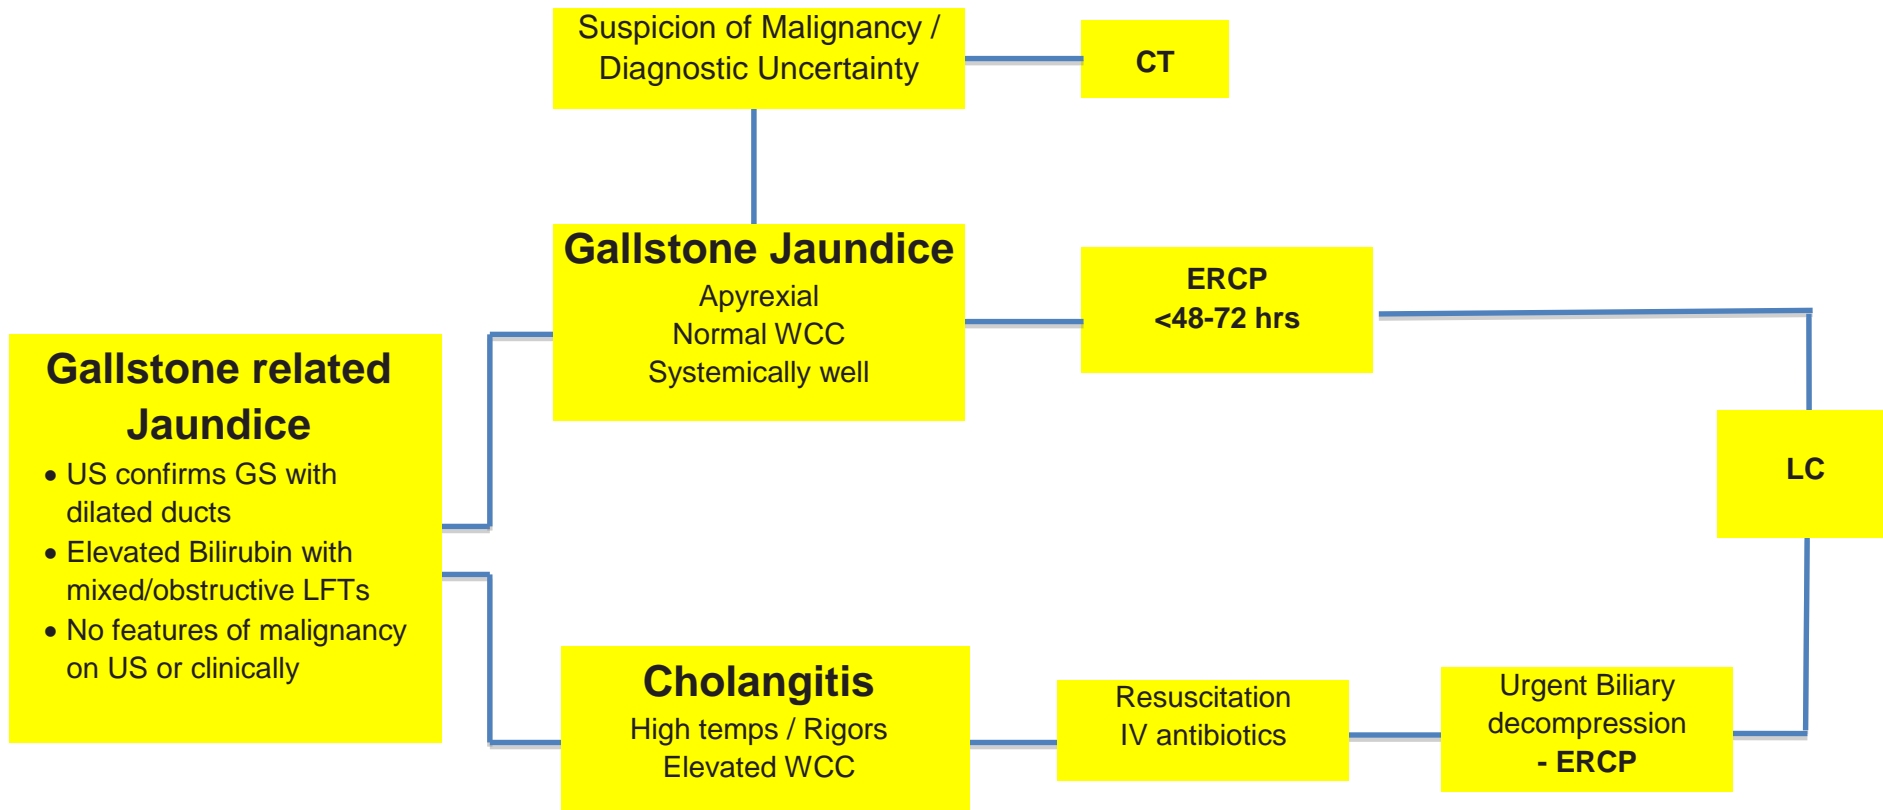 Suspicion of Malignancy /
Diagnostic Uncertainty
CT
Gallstone Jaundice
Apyrexial
Normal WCC
Systemically well
ERCP
<48-72 hrs
Gallstone related
Jaundice
• US confirms GS with
dilated ducts
• Elevated Bilirubin with
mixed/obstructive LFTs
• No features of malignancy
on US or clinically
LC
Cholangitis
High temps / Rigors
Elevated WCC
Resuscitation
IV antibiotics
Urgent Biliary
decompression
- ERCP